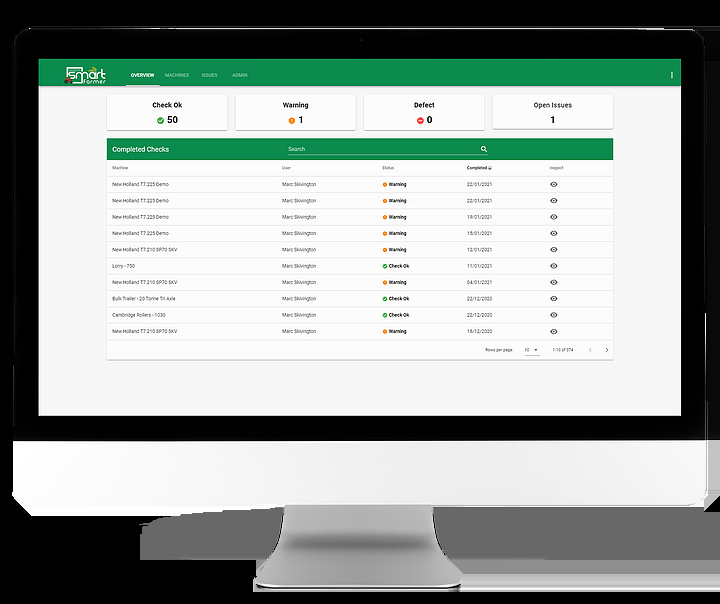 smart
farmer
OVERVIEW MACHINES ISSUES ADMIN
Check Ok Warning Defect Open Issues
50 1 0 1
Completed Checks Search
Machine User Status Completed Inspect
New Holland T7.225 Demo Marc Skivington Warning 22/01/2021
New Holland T7.225 Demo Marc Skivington Warning 22/01/2021
New Holland T7.225 Demo Marc Skivington Warning 19/01/2021
New Holland T7.225 Demo Marc Skivington Warning 15/01/2021
New Holland T7.210 SP70 SKV Marc Skivington Warning 12/01/2021
Lorry - 750 Marc Skivington Check Ok 11/01/2021
New Holland T7.210 SP70 SKV Marc Skivington Warning 04/01/2021
Bulk Trailer - 20 Tonne Tri Axle Marc Skivington Check Ok 22/12/2020
Cambridge Rollers - 1030 Marc Skivington Check Ok 22/12/2020
New Holland T7.210 SP70 SKV Marc Skivington Warning 18/12/2020
Rows per page 10 1-10 of 374